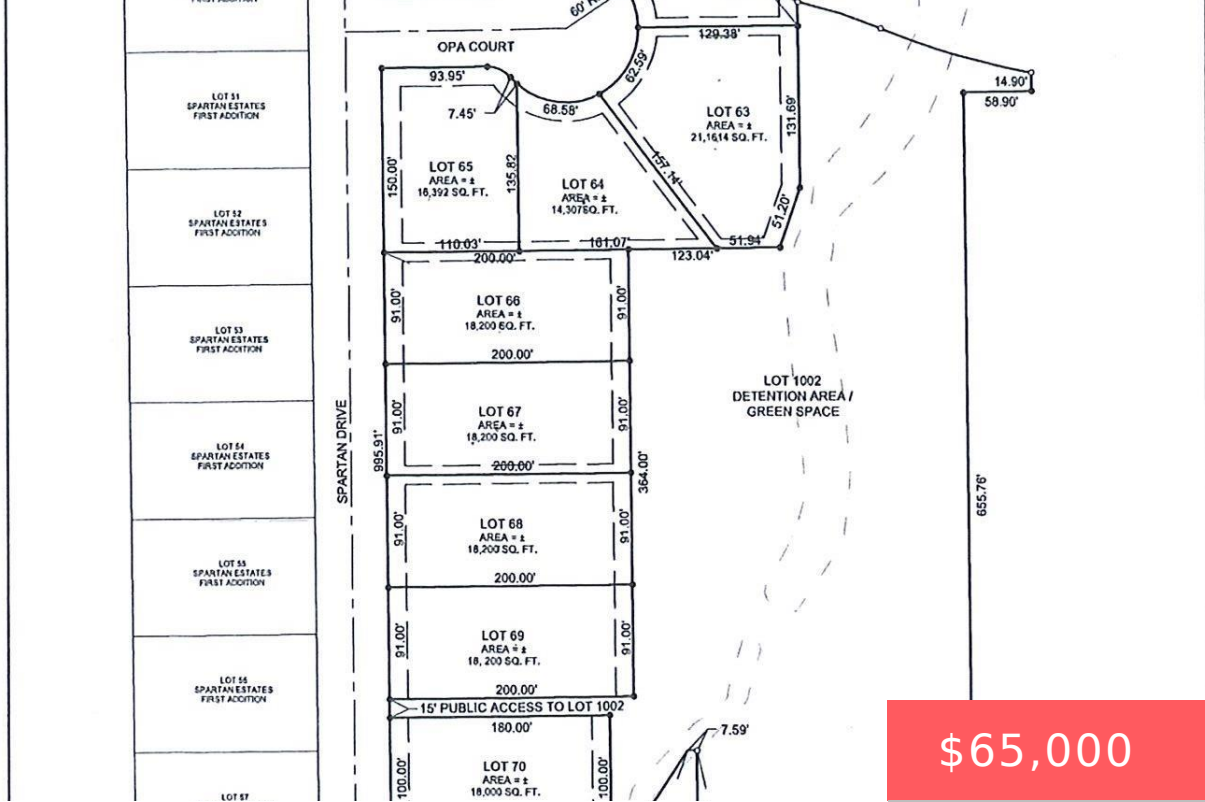 FIRST ADDITION
60'
OPA COURT
129.38'
62.59'
93.95'
7.45'
68.58'
14.90'
58.90'
LOT 51
SPARTAN ESTATES
FIRST ADDITION
LOT 63
AREA = ±
21,1614 SQ. FT.
131.69'
LOT 65
AREA = ±
16,392 SQ. FT.
150.00'
135.82
157.14'
LOT 64
AREA = ±
14,307 SQ. FT.
51.20'
LOT 52
SPARTAN ESTATES
FIRST ADDITION
110.03'
161.07'
51.94'
200.00'
123.04'
LOT 66
AREA = ±
18,200 SQ. FT.
91.00'
91.00'
LOT 53
SPARTAN ESTATES
FIRST ADDITION
200.00'
LOT 1002
DETENTION AREA /
GREEN SPACE
LOT 67
AREA = ±
18,200 SQ. FT.
91.00'
91.00'
SPARTAN DRIVE
995.91'
LOT 54
SPARTAN ESTATES
FIRST ADDITION
200.00'
364.00'
655.76'
LOT 68
AREA = ±
18,200 SQ. FT.
91.00'
91.00'
LOT 55
SPARTAN ESTATES
FIRST ADDITION
200.00'
LOT 69
AREA = ±
18, 200 SQ. FT.
91.00'
91.00'
LOT 56
SPARTAN ESTATES
FIRST ADDITION
200.00'
15' PUBLIC ACCESS TO LOT 1002
180.00'
7.59'
LOT 70
AREA = ±
18,000 SQ. FT.
100.00'
100.00'
LOT 57
$65,000